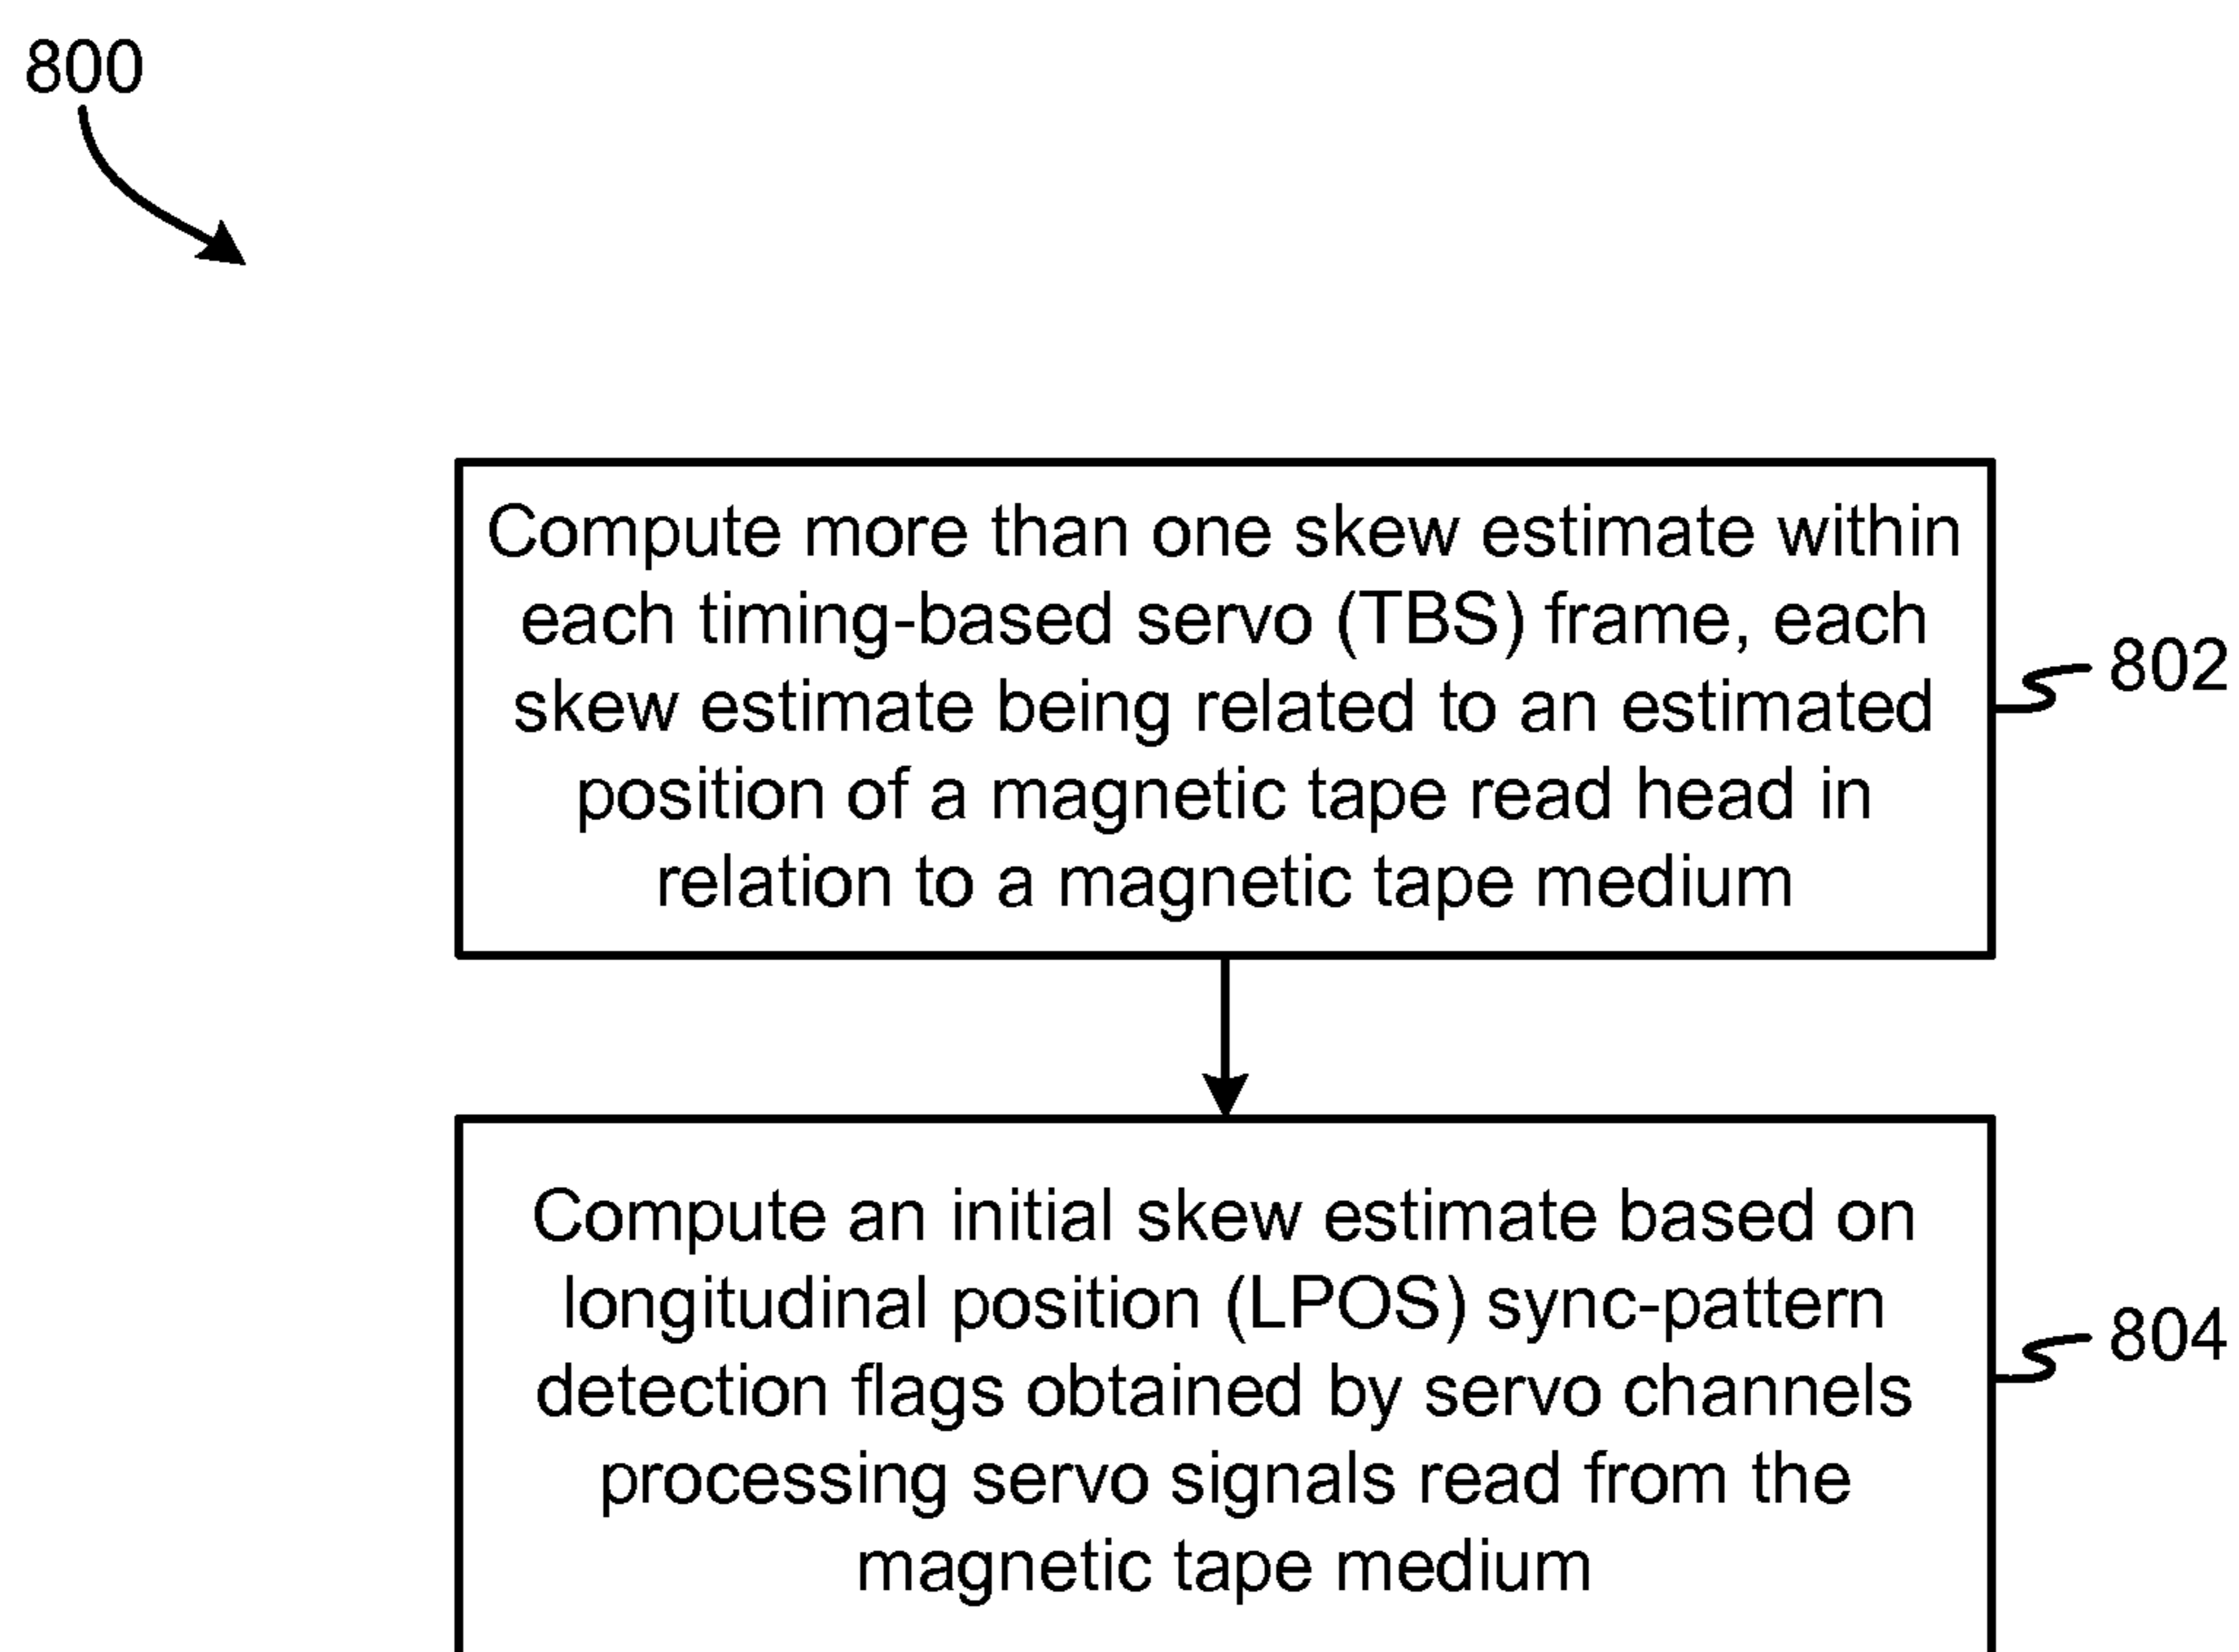 800
Compute more than one skew estimate within
each timing-based servo (TBS) frame, each
skew estimate being related to an estimated
position of a magnetic tape read head in
relation to a magnetic tape medium
802
Compute an initial skew estimate based on
longitudinal position (LPOS) sync-pattern
detection flags obtained by servo channels
processing servo signals read from the
magnetic tape medium
804